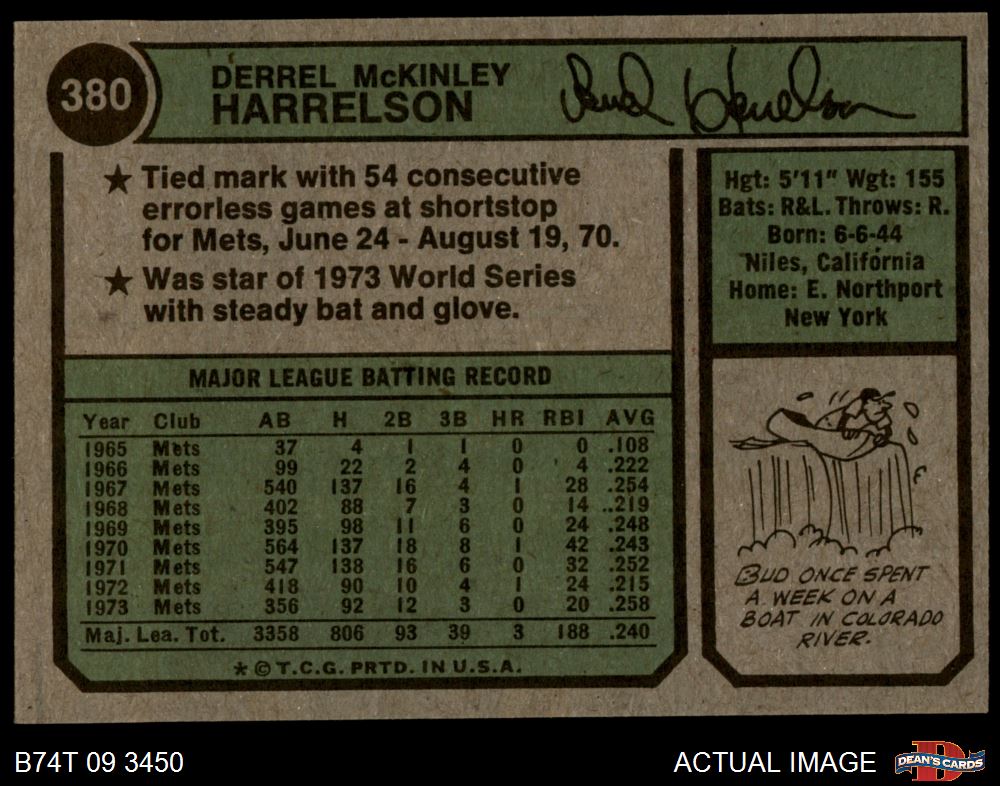 380
DERREL McKINLEY
HARRELSON
Derrel Harrelson
★ Tied mark with 54 consecutive
errorless games at shortstop
for Mets, June 24 - August 19, 70.
★ Was star of 1973 World Series
with steady bat and glove.
Hgt: 5'11" Wgt: 155
Bats: R&L. Throws: R.
Born: 6-6-44
Niles, California
Home: E. Northport
New York
MAJOR LEAGUE BATTING RECORD
Year Club AB H 2B 3B HR RBI AVG
1965 Mets 37 4 1 1 0 0 .108
1966 Mets 99 22 2 4 0 4 .222
1967 Mets 540 137 16 4 1 28 .254
1968 Mets 402 88 7 3 0 14 .219
1969 Mets 395 98 11 6 0 24 .248
1970 Mets 564 137 18 8 1 42 .243
1971 Mets 547 138 16 6 0 32 .252
1972 Mets 418 90 10 4 1 24 .215
1973 Mets 356 92 12 3 0 20 .258
Maj. Lea. Tot. 3358 806 93 39 3 188 .240
* © T.C.G. PRTD. IN U.S.A.
BUD ONCE SPENT
A WEEK ON A
BOAT IN COLORADO
RIVER.
B74T 09 3450
ACTUAL IMAGE
DEAN'S CARDS